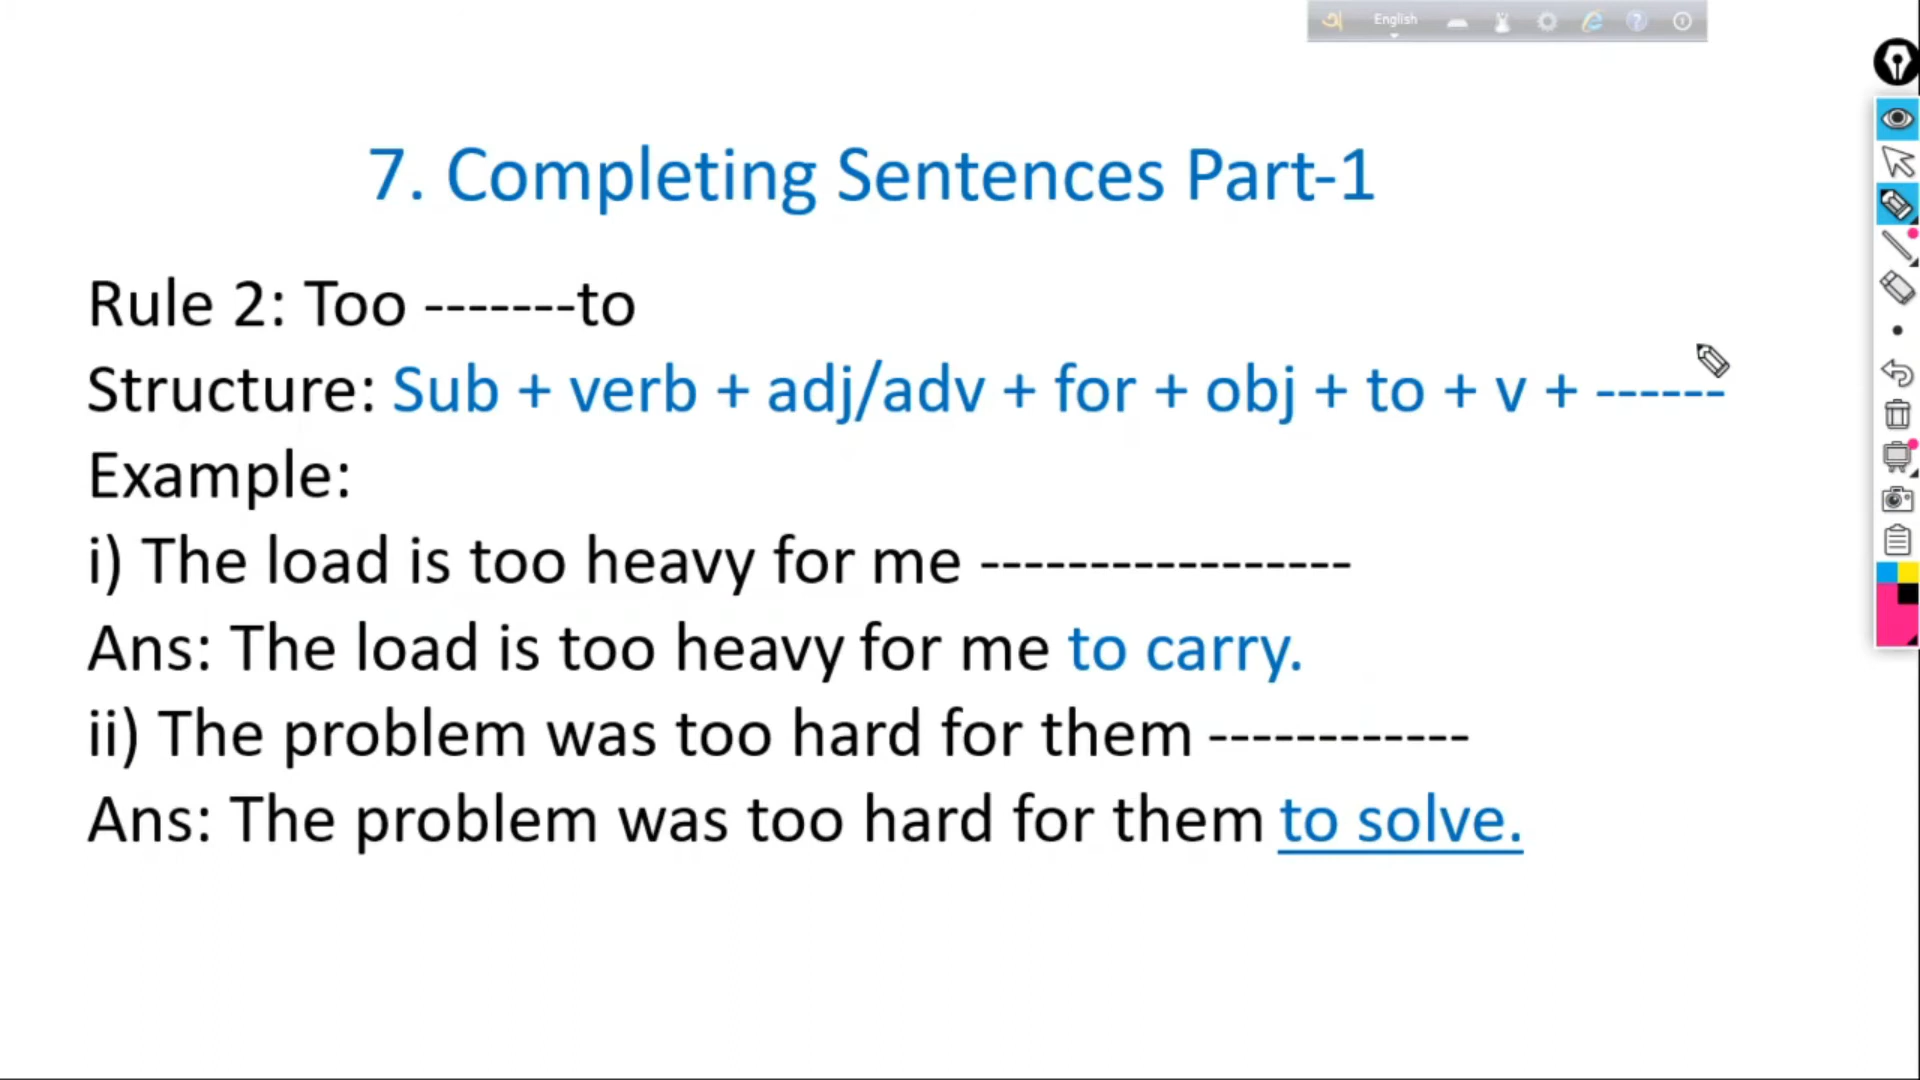 English
7. Completing Sentences Part-1
Rule 2: Too -------to
Structure: Sub + verb + adj/adv + for + obj + to + v + ------
Example:
i) The load is too heavy for me -----------------
Ans: The load is too heavy for me to carry.
ii) The problem was too hard for them ------------
Ans: The problem was too hard for them to solve.